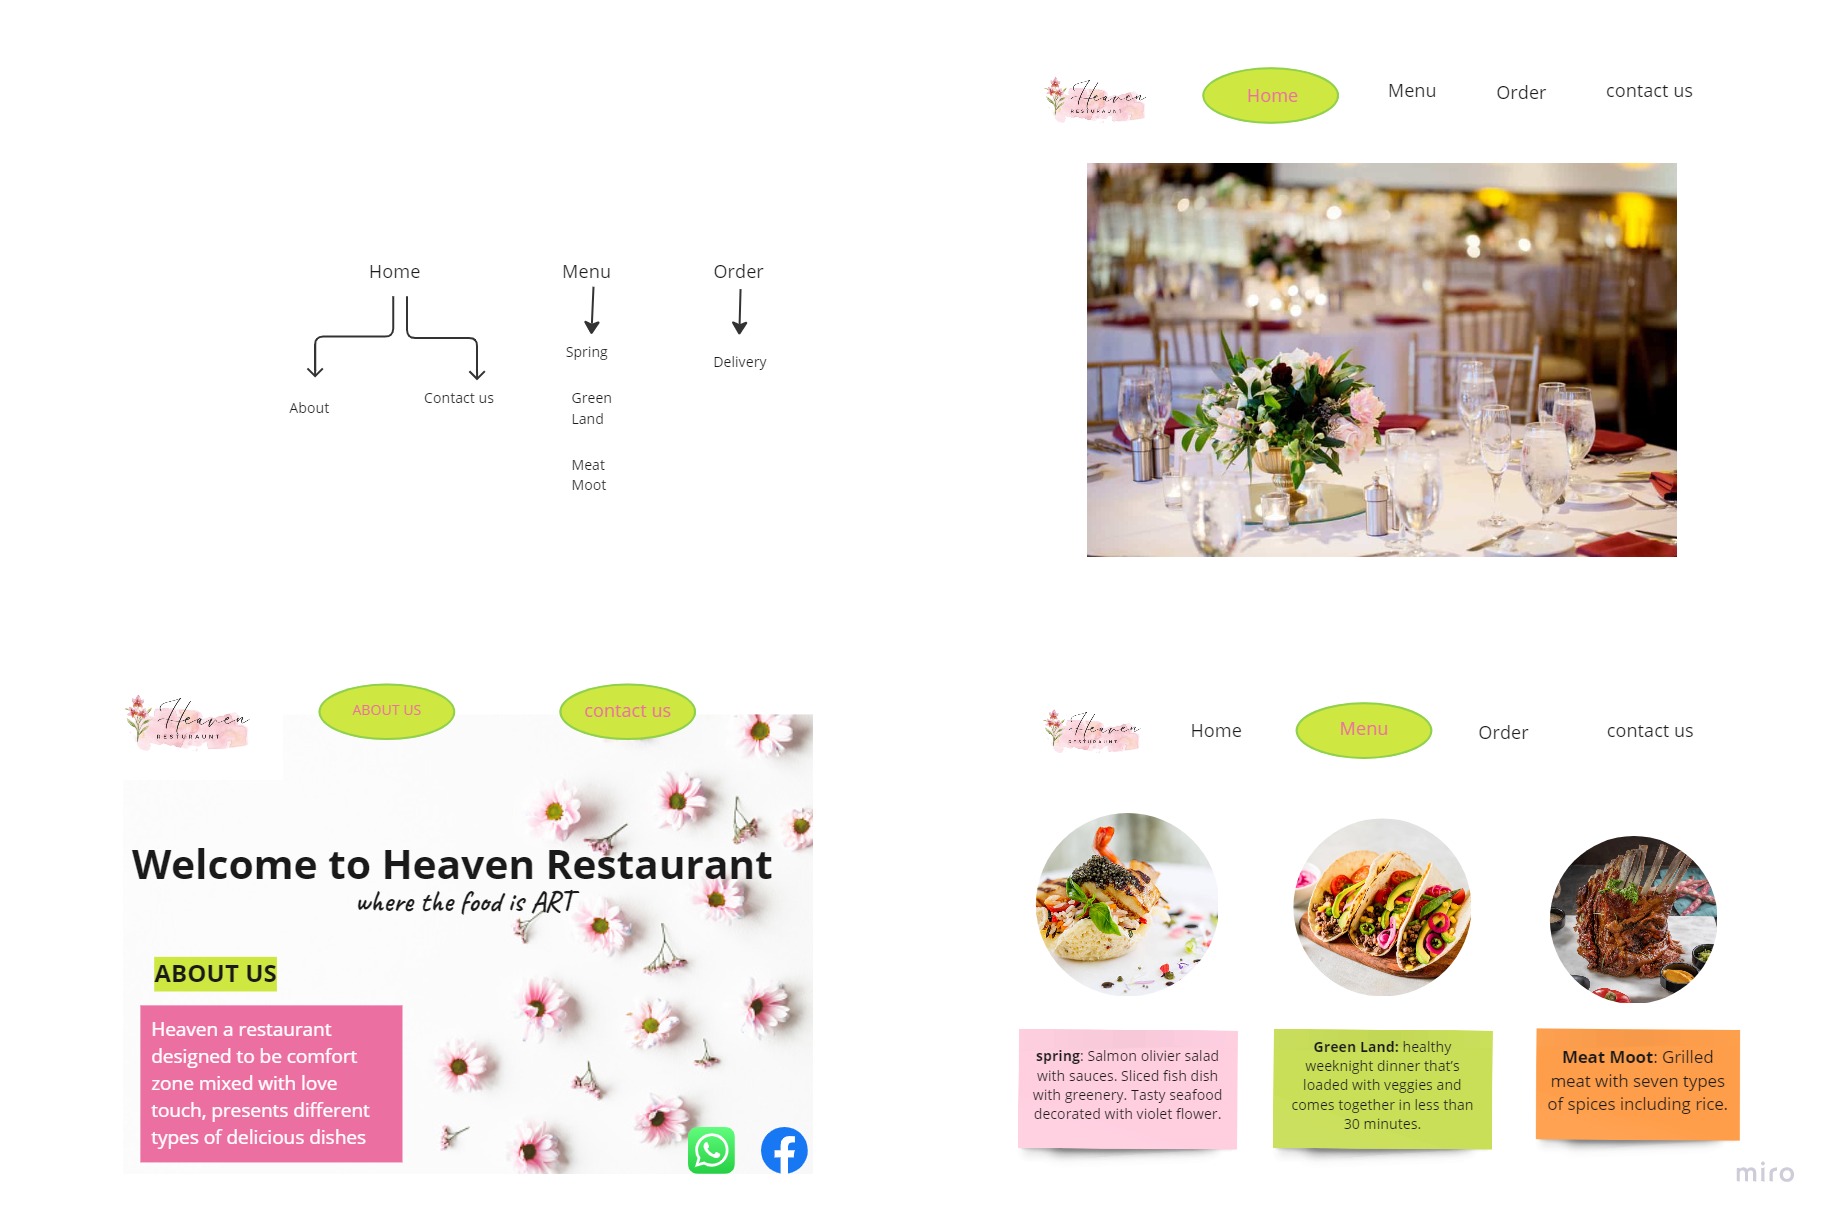 Home
Menu
Order
About
Contact us
Spring
Green
Land
Meat
Moot
Delivery
Heaven
RESTURAUNT
Home
Menu
Order
contact us
Heaven
RESTURAUNT
ABOUT US
contact us
Welcome to Heaven Restaurant
where the food is ART
ABOUT US
Heaven a restaurant
designed to be comfort
zone mixed with love
touch, presents different
types of delicious dishes
Heaven
RESTURAUNT
Home
Menu
Order
contact us
spring: Salmon olivier salad
with sauces. Sliced fish dish
with greenery. Tasty seafood
decorated with violet flower.
Green Land: healthy
weeknight dinner that's
loaded with veggies and
comes together in less than
30 minutes.
Meat Moot: Grilled
meat with seven types
of spices including rice.
miro